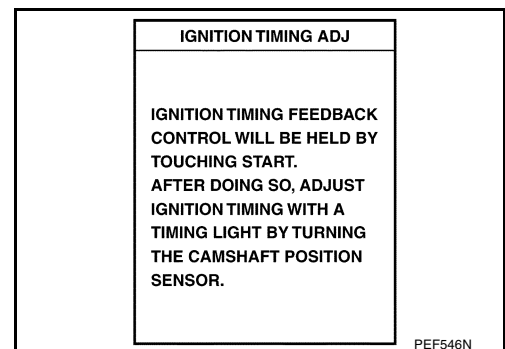 IGNITION TIMING ADJ
IGNITION TIMING FEEDBACK
CONTROL WILL BE HELD BY
TOUCHING START.
AFTER DOING SO, ADJUST
IGNITION TIMING WITH A
TIMING LIGHT BY TURNING
THE CAMSHAFT POSITION
SENSOR.
PEF546N